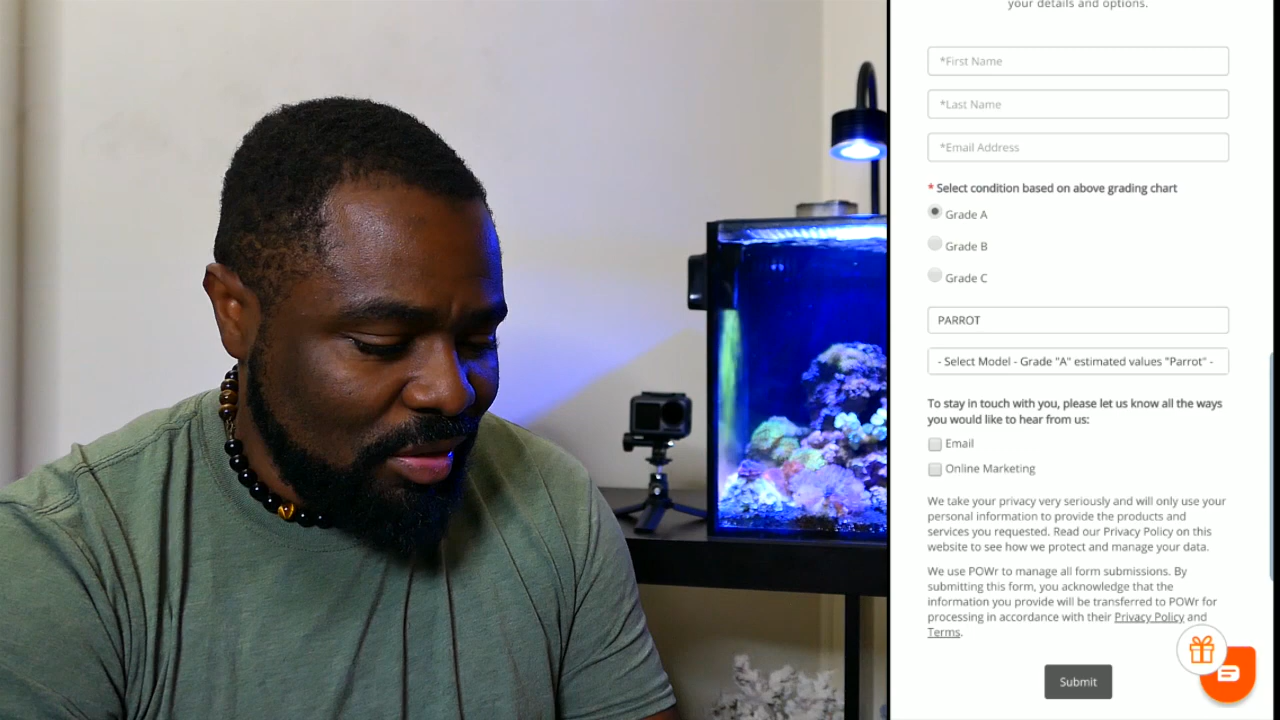 your details and options.
*First Name
*Last Name
*Email Address
* Select condition based on above grading chart
Grade A
Grade B
Grade C
PARROT
- Select Model - Grade "A" estimated values "Parrot" -
To stay in touch with you, please let us know all the ways
you would like to hear from us:
Email
Online Marketing
We take your privacy very seriously and will only use your
personal information to provide the products and
services you requested. Read our Privacy Policy on this
website to see how we protect and manage your data.
We use POWr to manage all form submissions. By
submitting this form, you acknowledge that the
information you provide will be transferred to POWr for
processing in accordance with their Privacy Policy and
Terms.
Submit